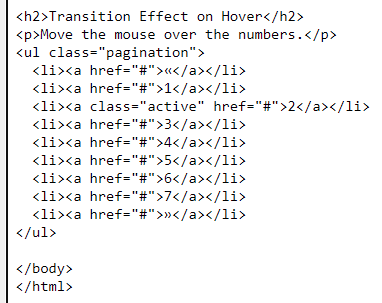 <h2>Transition Effect on Hover</h2>
<p>Move the mouse over the numbers.</p>
<ul class="pagination">
  <li><a href="#">«</a></li>
  <li><a href="#">1</a></li>
  <li><a class="active" href="#">2</a></li>
  <li><a href="#">3</a></li>
  <li><a href="#">4</a></li>
  <li><a href="#">5</a></li>
  <li><a href="#">6</a></li>
  <li><a href="#">7</a></li>
  <li><a href="#">»</a></li>
</ul>

</body>
</html>